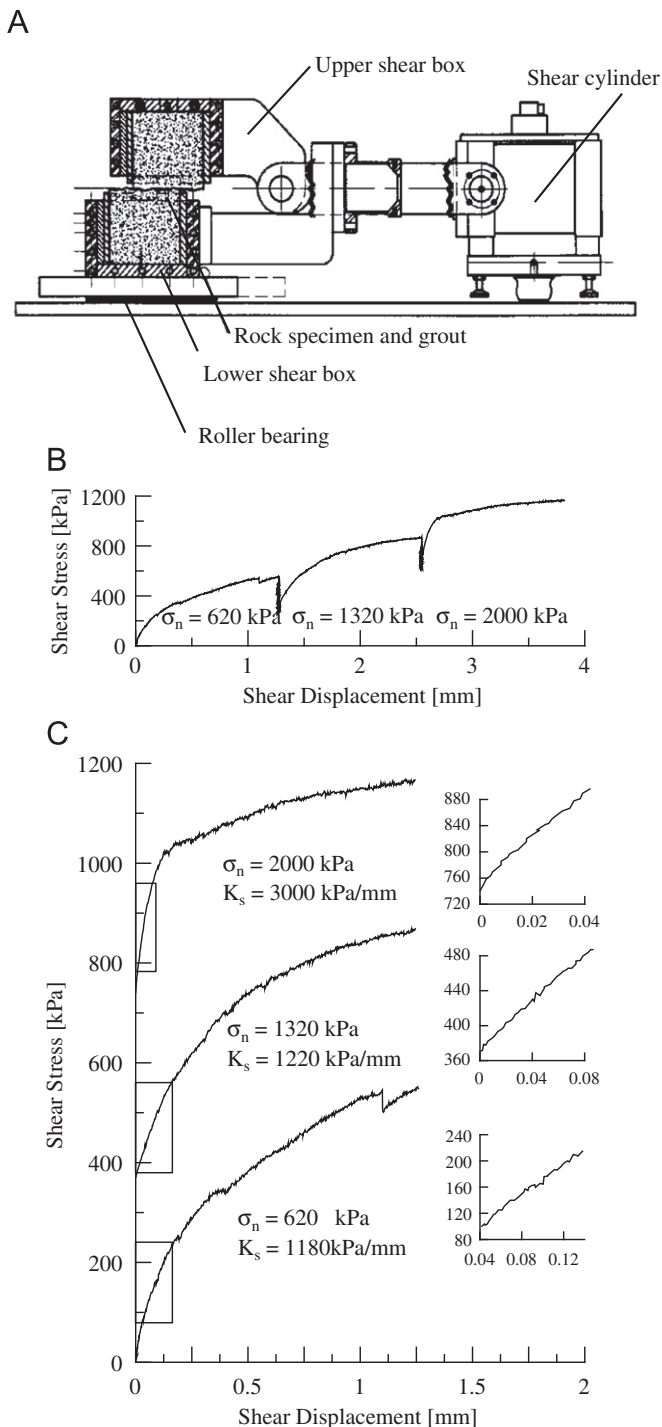 A
Upper shear box
Shear cylinder
Rock specimen and grout
Lower shear box
Roller bearing
B
Shear Stress [kPa]
1200
800
400
0
σn = 620 kPa
σn = 1320 kPa
σn = 2000 kPa
0 1 2 3 4
Shear Displacement [mm]
C
Shear Stress [kPa]
1200
1000
800
600
400
200
0
σn = 2000 kPa
Ks = 3000 kPa/mm
σn = 1320 kPa
Ks = 1220 kPa/mm
σn = 620 kPa
Ks = 1180kPa/mm
880
840
800
760
720
0 0.02 0.04
480
440
400
360
0 0.04 0.08
240
200
160
120
80
0.04 0.08 0.12
0 0.5 1 1.5 2
Shear Displacement [mm]